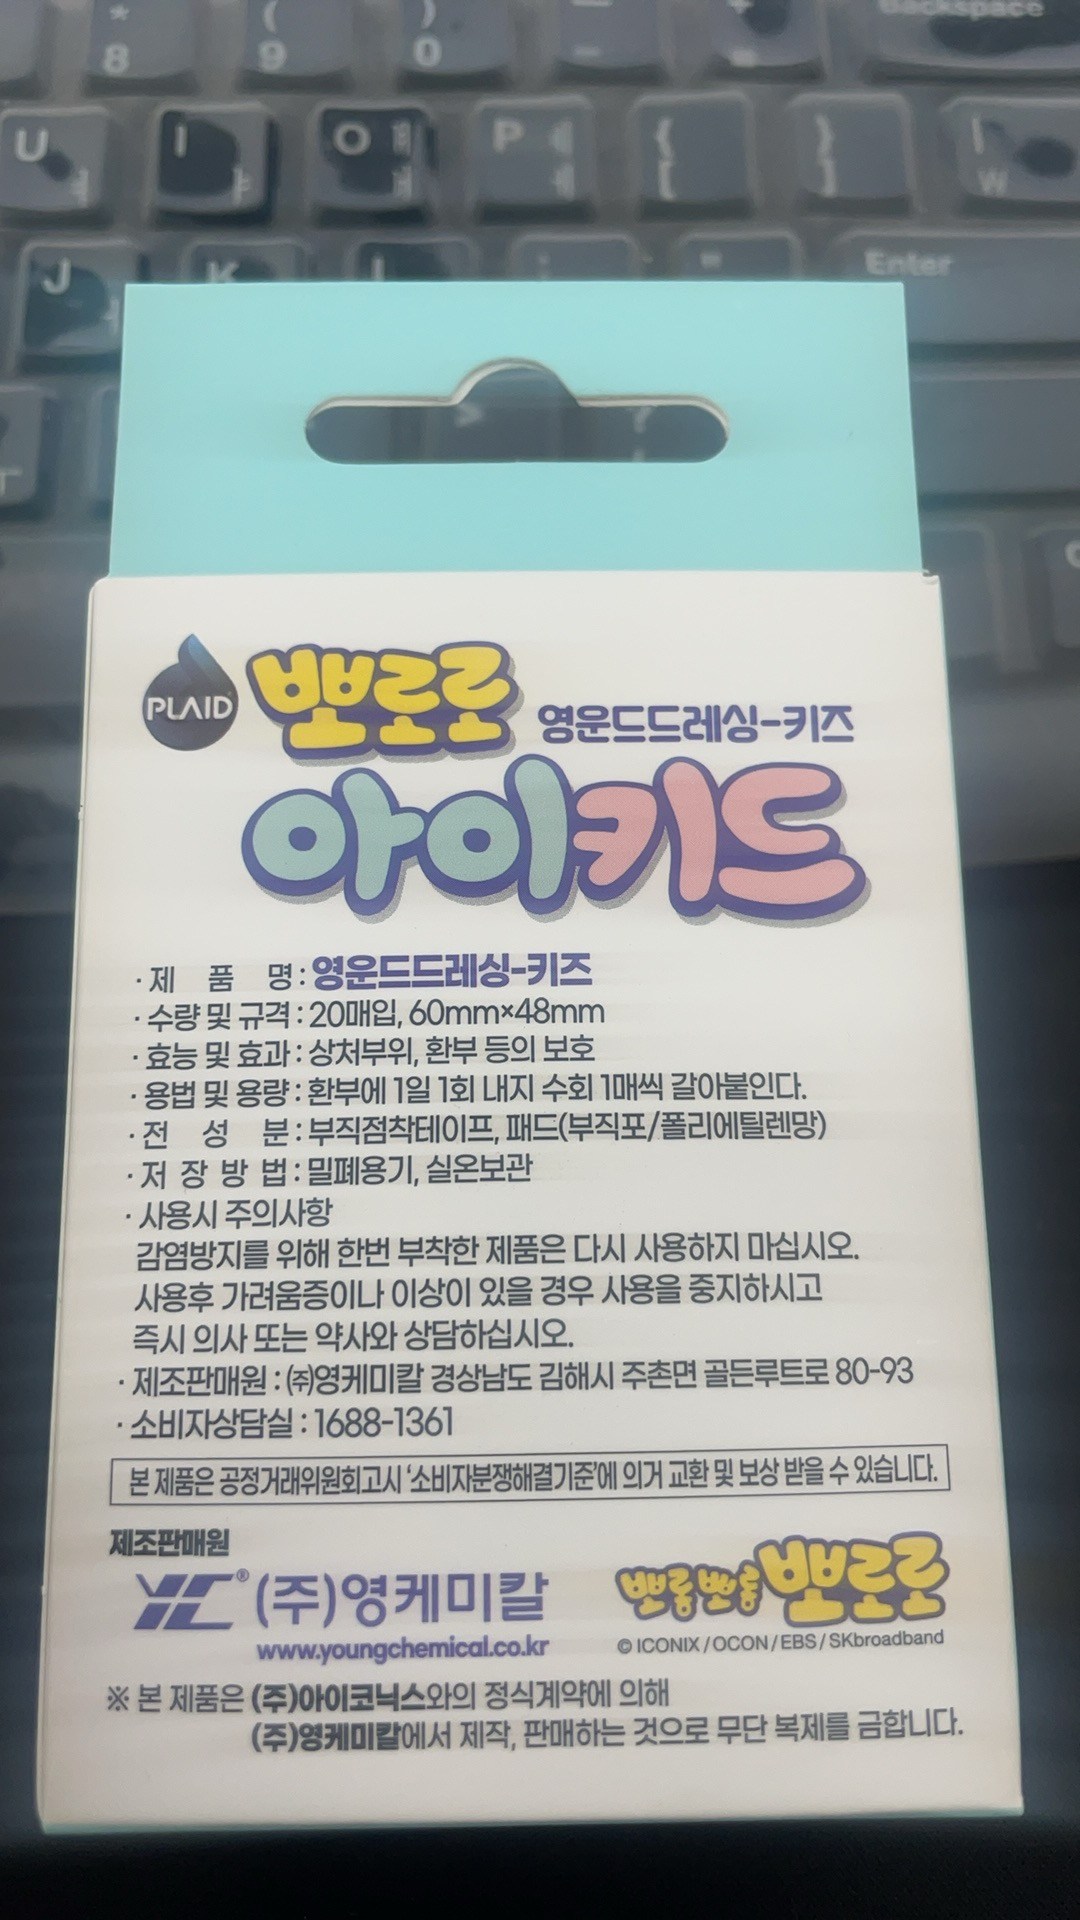 *
8
(
9
)
0
Backspace
U
I
O
P
{
[
}
]
W
J
K
L
;
"
Enter
PLAID
뽀로로
영운드드레싱-키즈
아이키드
· 제 품 명 : 영운드드레싱-키즈
· 수량 및 규격 : 20매입, 60mm×48mm
· 효능 및 효과 : 상처부위, 환부 등의 보호
· 용법 및 용량 : 환부에 1일 1회 내지 수회 1매씩 갈아붙인다.
· 전 성 분 : 부직점착테이프, 패드(부직포/폴리에틸렌망)
· 저 장 방 법 : 밀폐용기, 실온보관
· 사용시 주의사항
감염방지를 위해 한번 부착한 제품은 다시 사용하지 마십시오.
사용후 가려움증이나 이상이 있을 경우 사용을 중지하시고
즉시 의사 또는 약사와 상담하십시오.
· 제조판매원 : ㈜영케미칼 경상남도 김해시 주촌면 골든루트로 80-93
· 소비자상담실 : 1688-1361
본 제품은 공정거래위원회고시 '소비자분쟁해결기준'에 의거 교환 및 보상 받을 수 있습니다.
제조판매원
YC® (주)영케미칼
www.youngchemical.co.kr
뽀롱뽀롱 뽀로로
© ICONIX / OCON / EBS / SKbroadband
※ 본 제품은 (주)아이코닉스와의 정식계약에 의해
(주)영케미칼에서 제작, 판매하는 것으로 무단 복제를 금합니다.